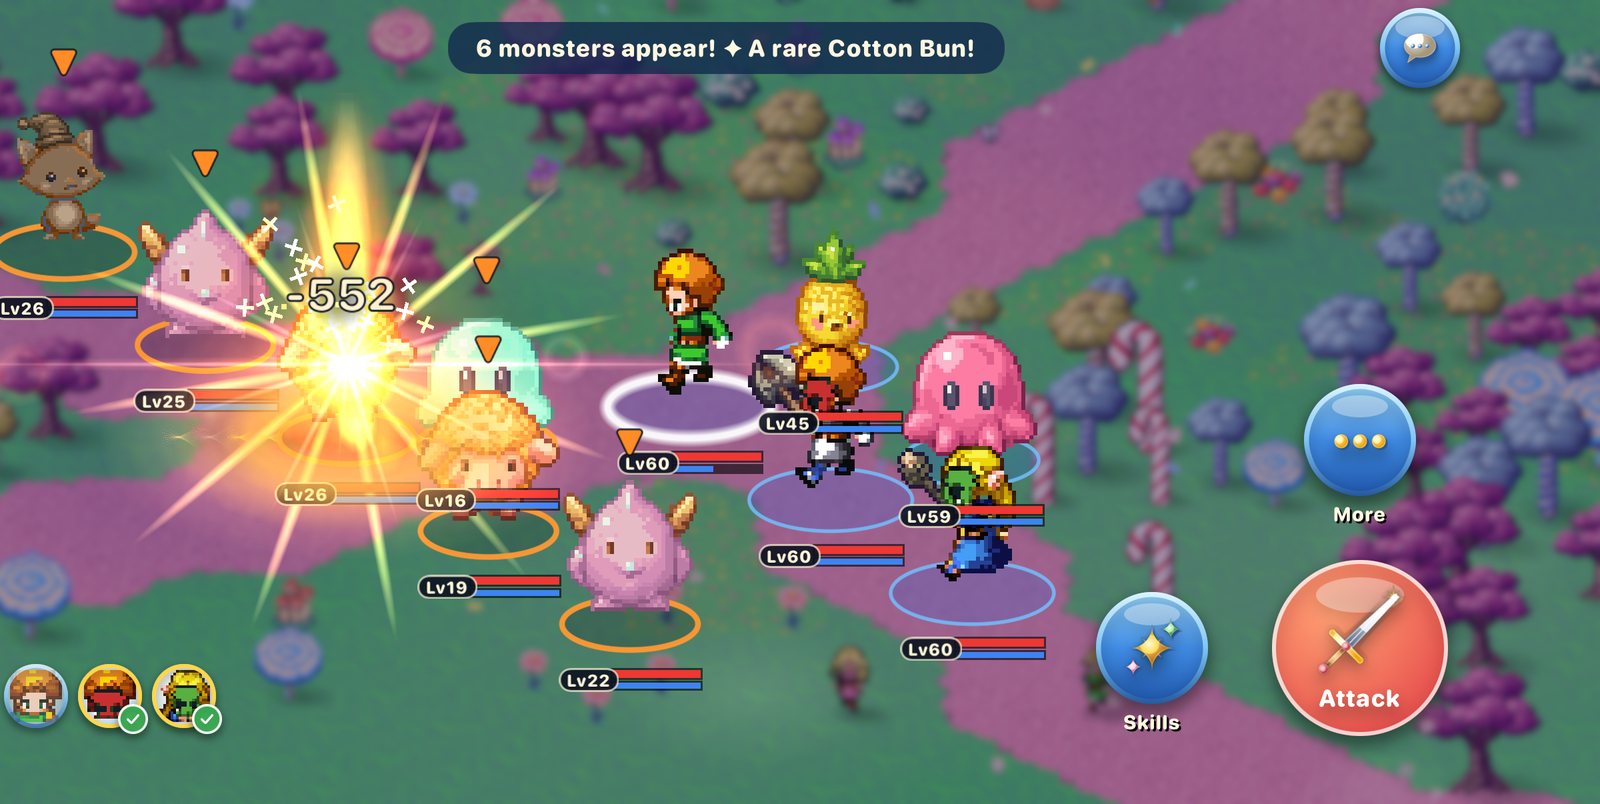 6 monsters appear! ✦ A rare Cotton Bun!
-552
Lv26
Lv25
Lv45
Lv60
Lv26
Lv16
Lv59
Lv60
Lv19
Lv60
Lv22
More
Attack
Skills